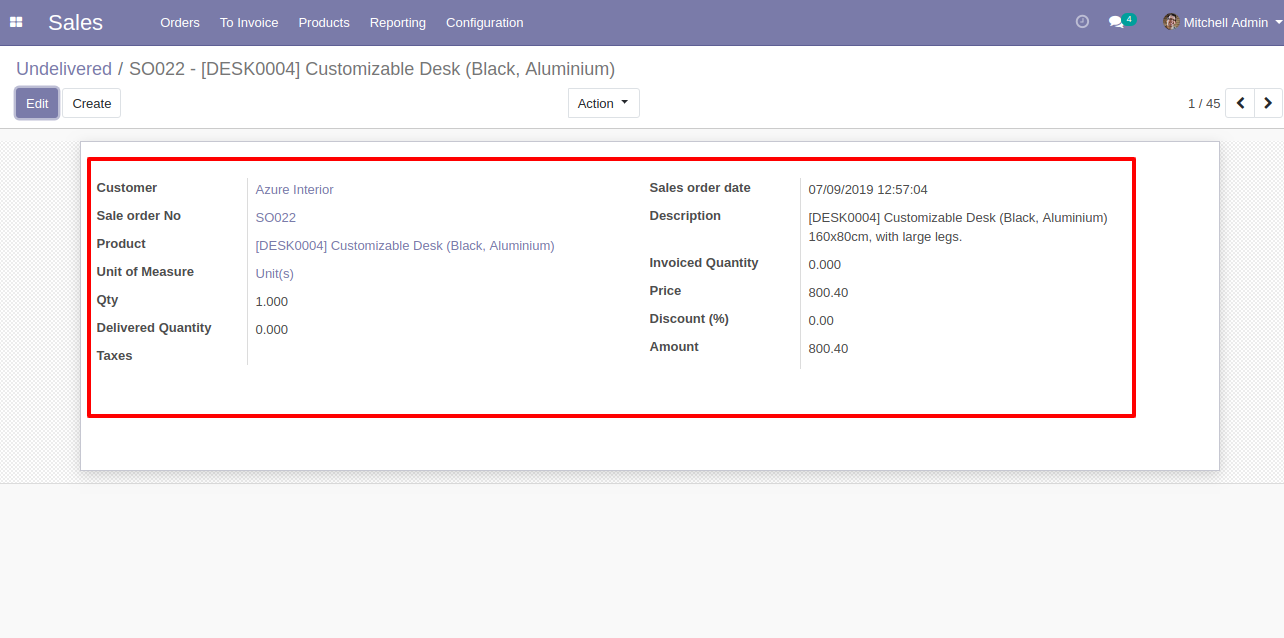 Sales Orders To Invoice Products Reporting Configuration 4 Mitchell Admin
Undelivered / SO022 - [DESK0004] Customizable Desk (Black, Aluminium)
Edit Create Action 1 / 45
Customer Azure Interior
Sale order No SO022
Product [DESK0004] Customizable Desk (Black, Aluminium)
Unit of Measure Unit(s)
Qty 1.000
Delivered Quantity 0.000
Taxes
Sales order date 07/09/2019 12:57:04
Description [DESK0004] Customizable Desk (Black, Aluminium)
160x80cm, with large legs.
Invoiced Quantity 0.000
Price 800.40
Discount (%) 0.00
Amount 800.40